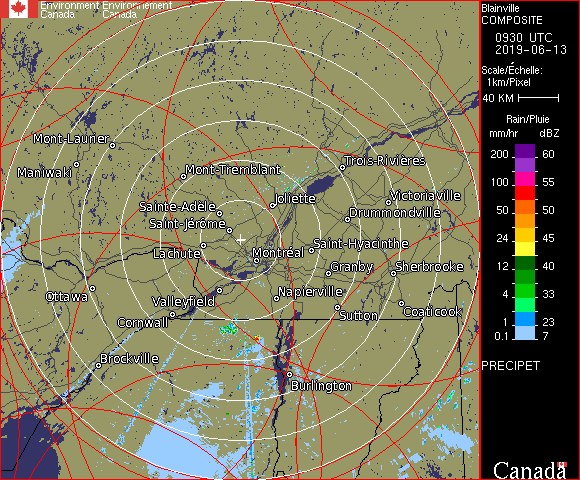 Environment Environnement
Canada Canada
Blainville
COMPOSITE
0930 UTC
2019-06-13
Scale/Échelle:
1km/Pixel
40 KM
Rain/Pluie
mm/hr dBZ
200 60
100 55
50 50
24 45
12 40
4 33
1 23
0.1 7
PRECIPET
Mont-Laurier
Maniwaki
Mont-Tremblant
Trois-Rivières
Sainte-Adèle
Joliette
Victoriaville
Saint-Jérôme
Drummondville
Lachute
Montréal
Saint-Hyacinthe
Granby
Sherbrooke
Ottawa
Valleyfield
Napierville
Cornwall
Sutton
Coaticook
Brockville
Burlington
Canada